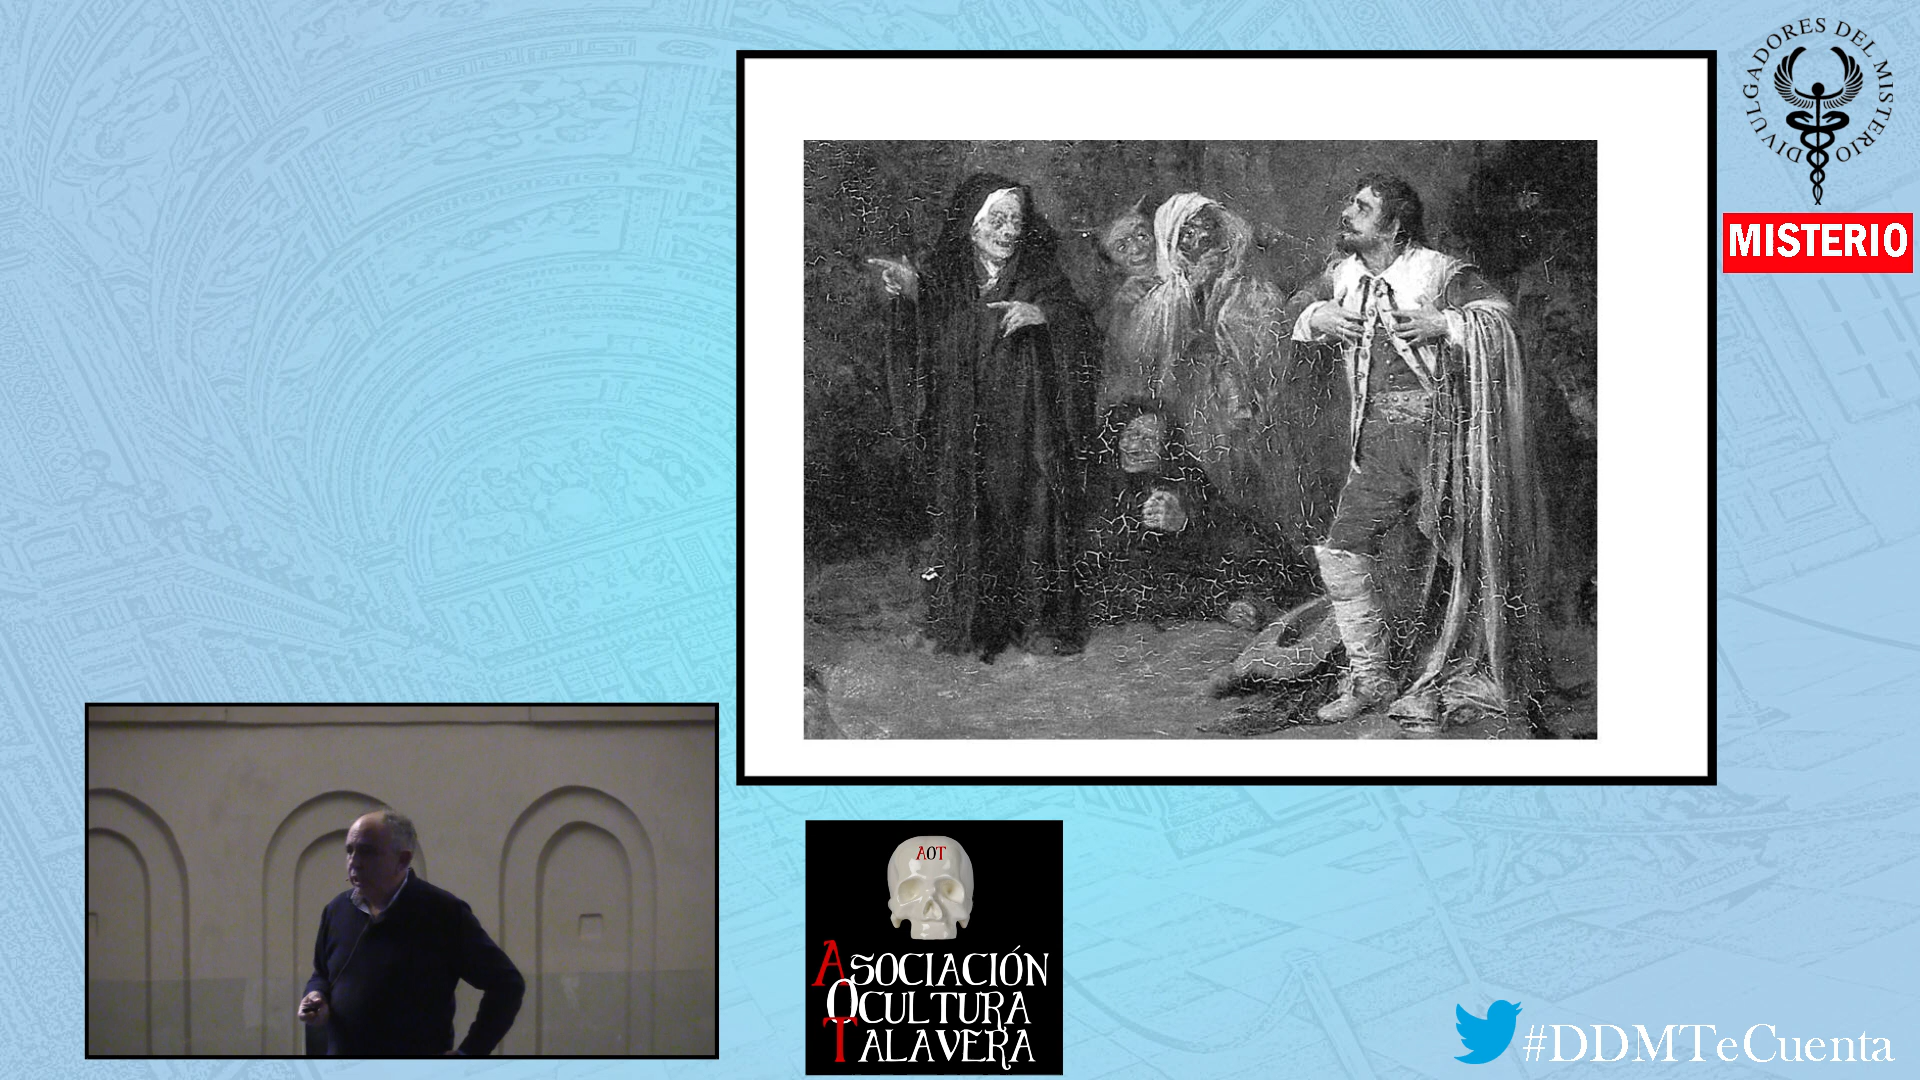 DIVULGADORES DEL MISTERIO
MISTERIO
AOT
ASOCIACIÓN
OCULTURA
TALAVERA
#DDMTeCuenta